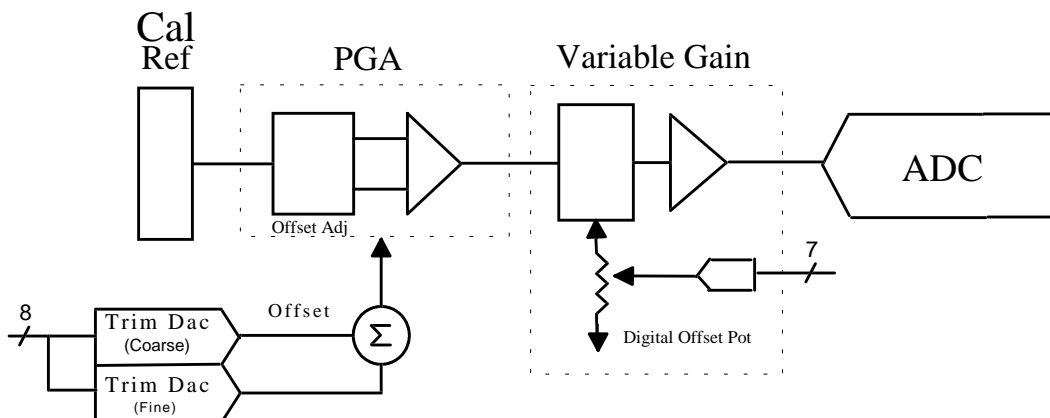 Cal
Ref
PGA
Variable Gain
ADC
Offset Adj
7
8
Trim Dac
(Coarse)
Offset
Σ
Digital Offset Pot
Trim Dac
(Fine)